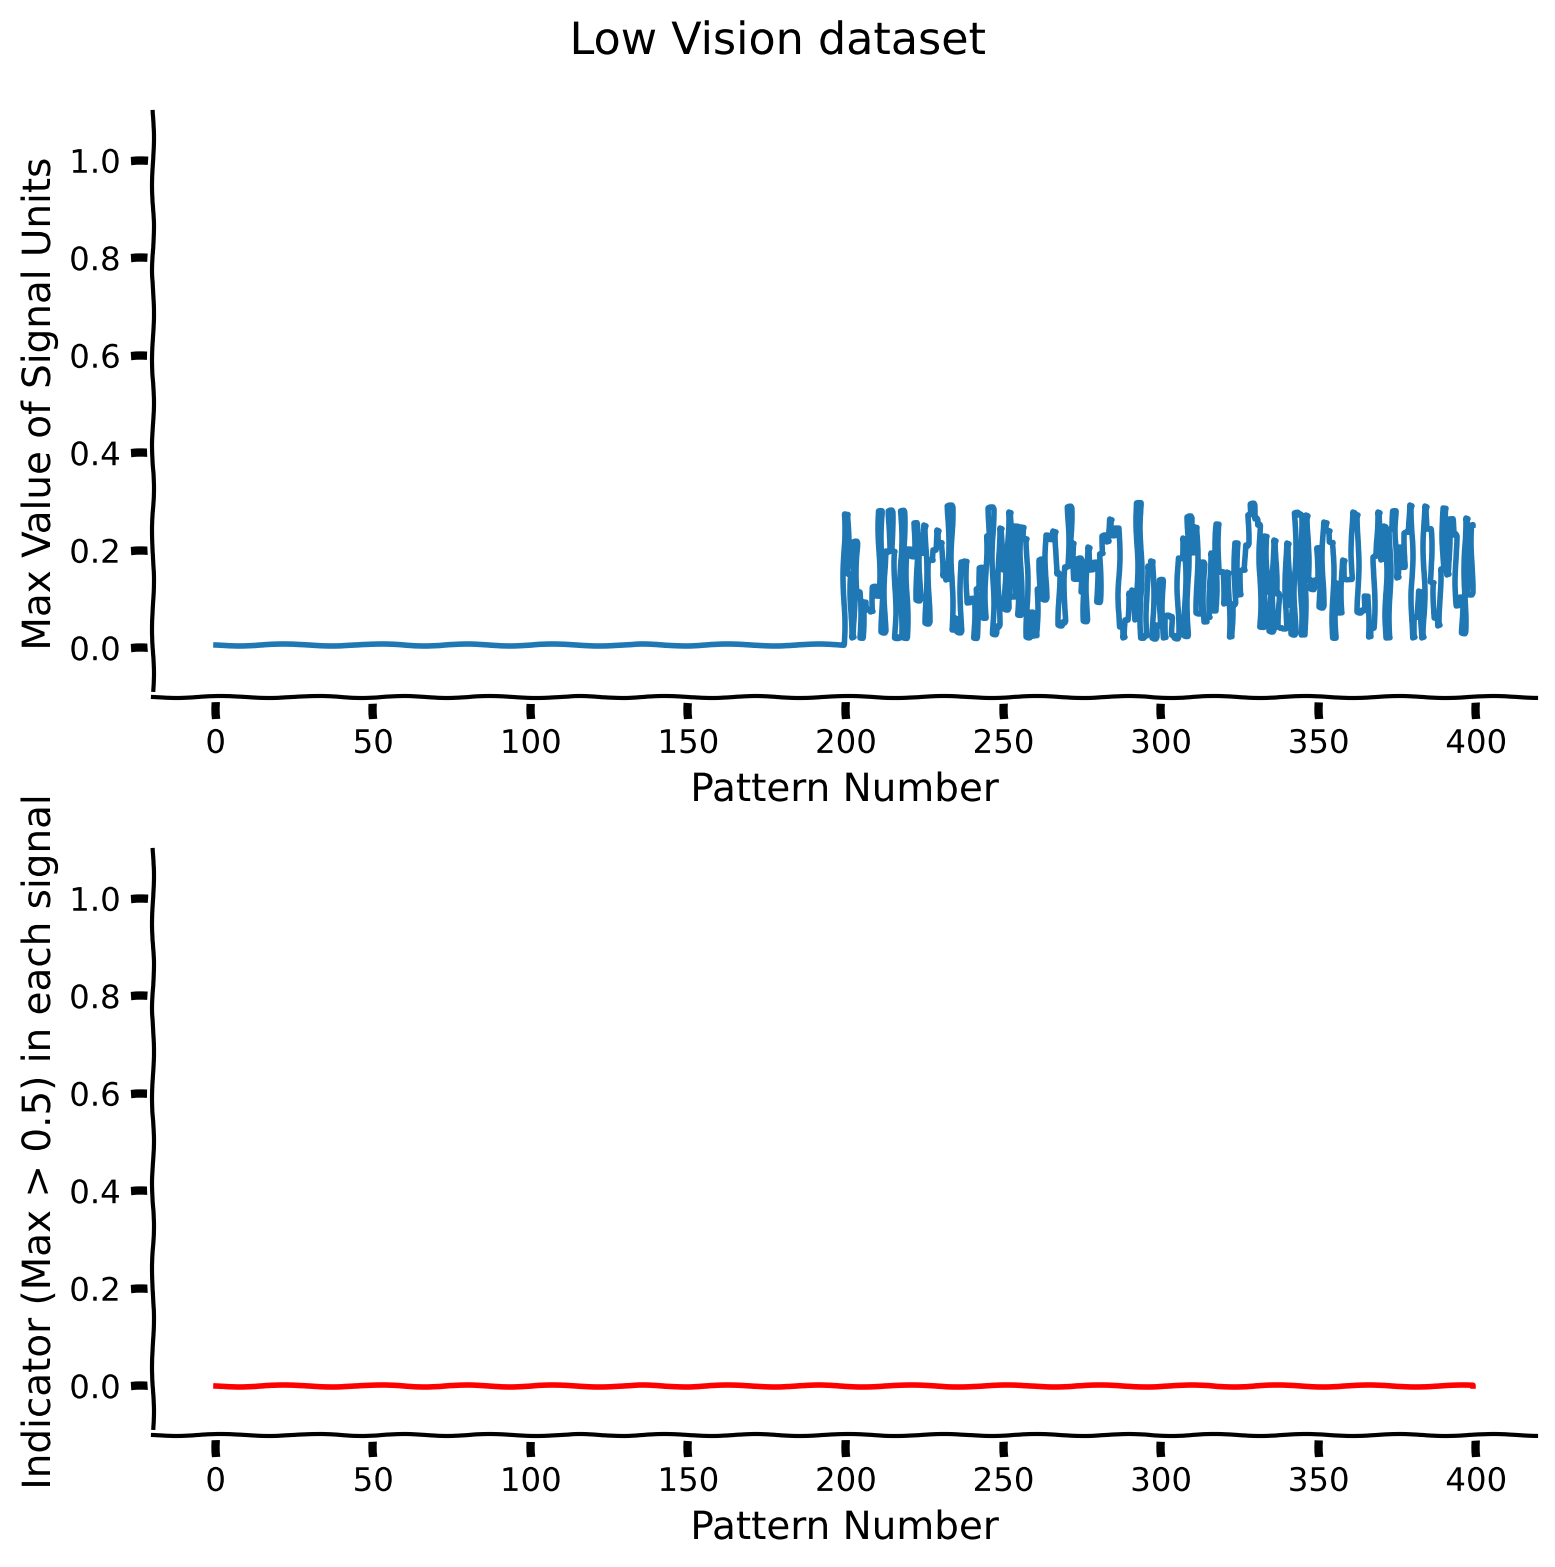 Low Vision dataset
Max Value of Signal Units
1.0
0.8
0.6
0.4
0.2
0.0
0 50 100 150 200 250 300 350 400
Pattern Number
Indicator (Max > 0.5) in each signal
1.0
0.8
0.6
0.4
0.2
0.0
0 50 100 150 200 250 300 350 400
Pattern Number